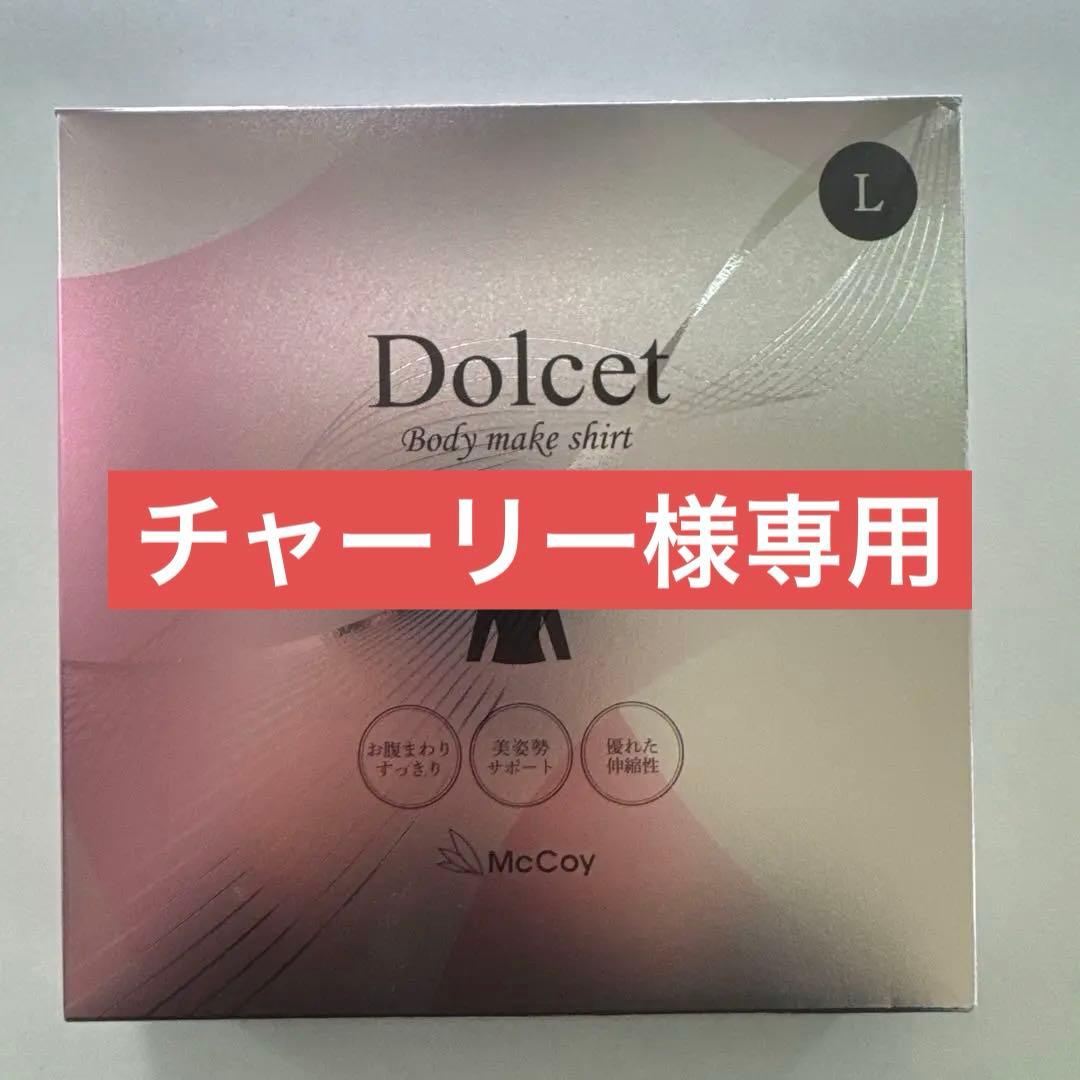 L
Dolcet
Body make shirt
チャーリー様専用
お腹まわり
すっきり
美姿勢
サポート
優れた
伸縮性
McCoy